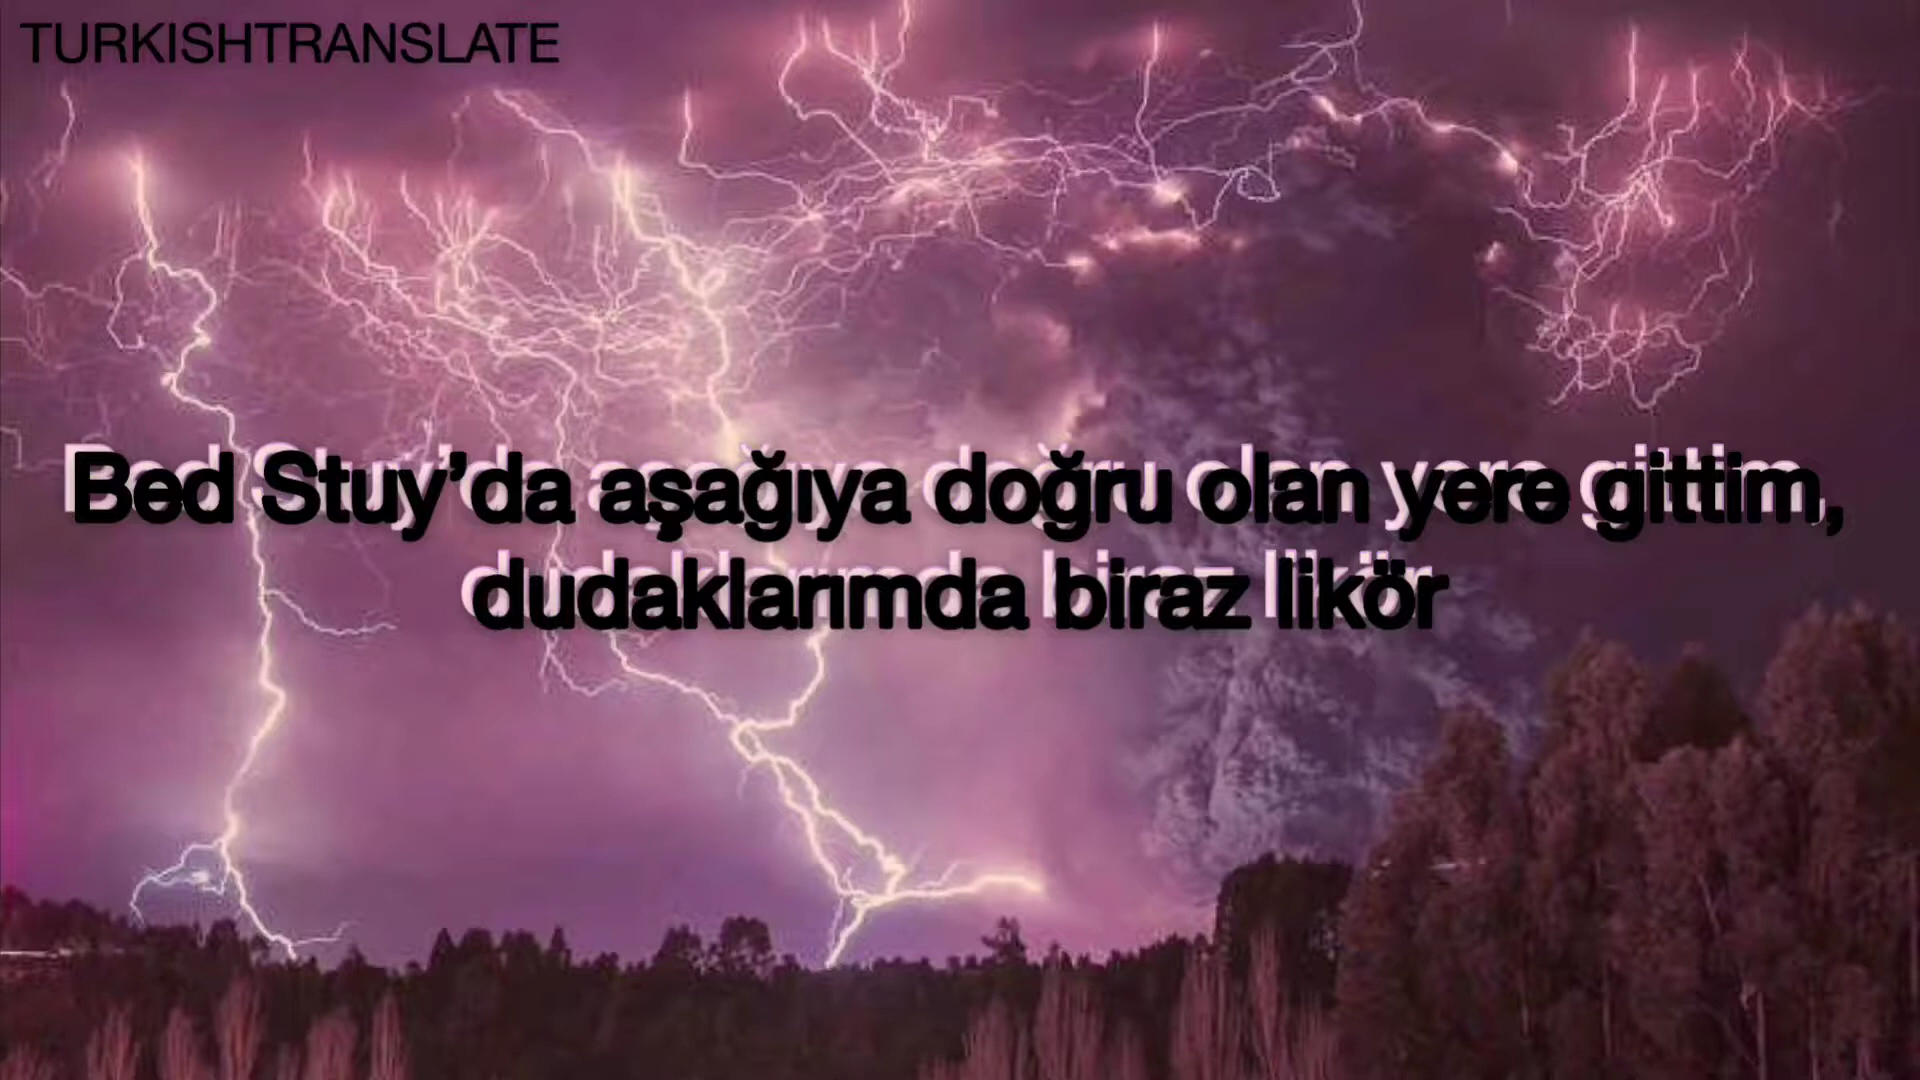 TURKISHTRANSLATE
Bed Stuy’da aşağıya doğru olan yere gittim,
dudaklarımda biraz likör